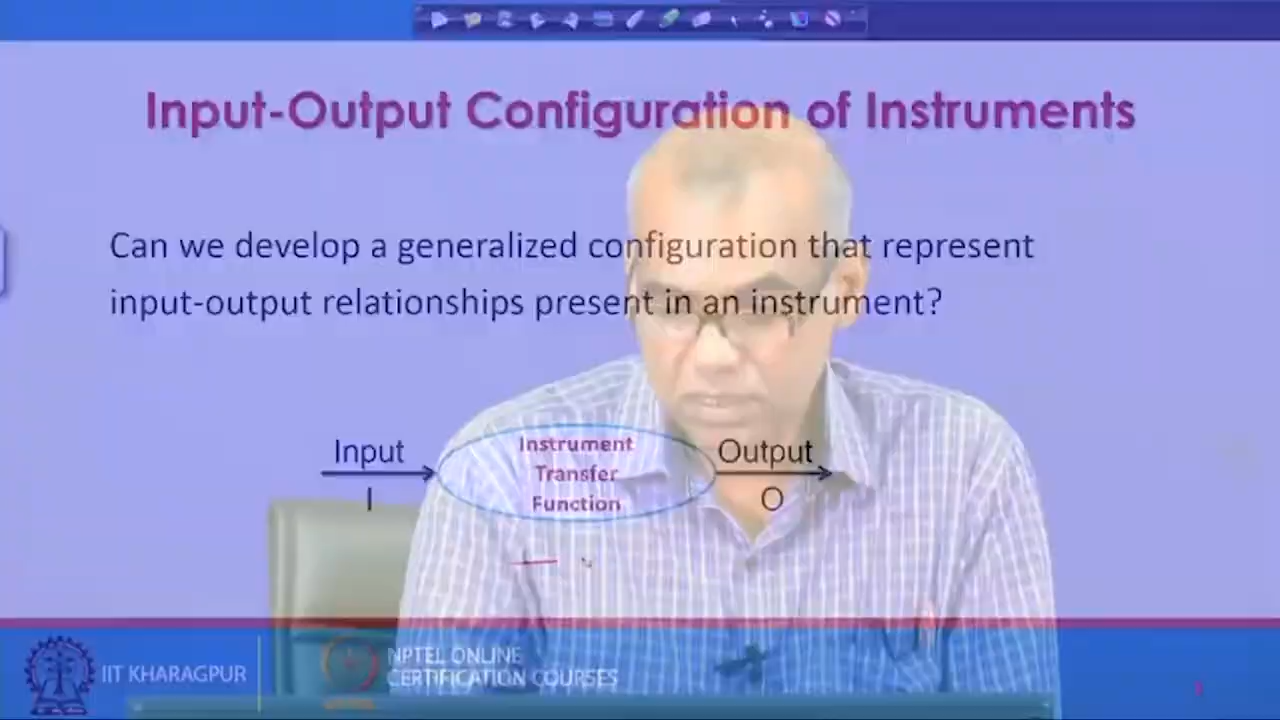 Input-Output Configuration of Instruments
Can we develop a generalized configuration that represent
input-output relationships present in an instrument?
Input
I
Instrument
Transfer
Function
Output
O
IIT KHARAGPUR
NPTEL ONLINE
CERTIFICATION COURSES